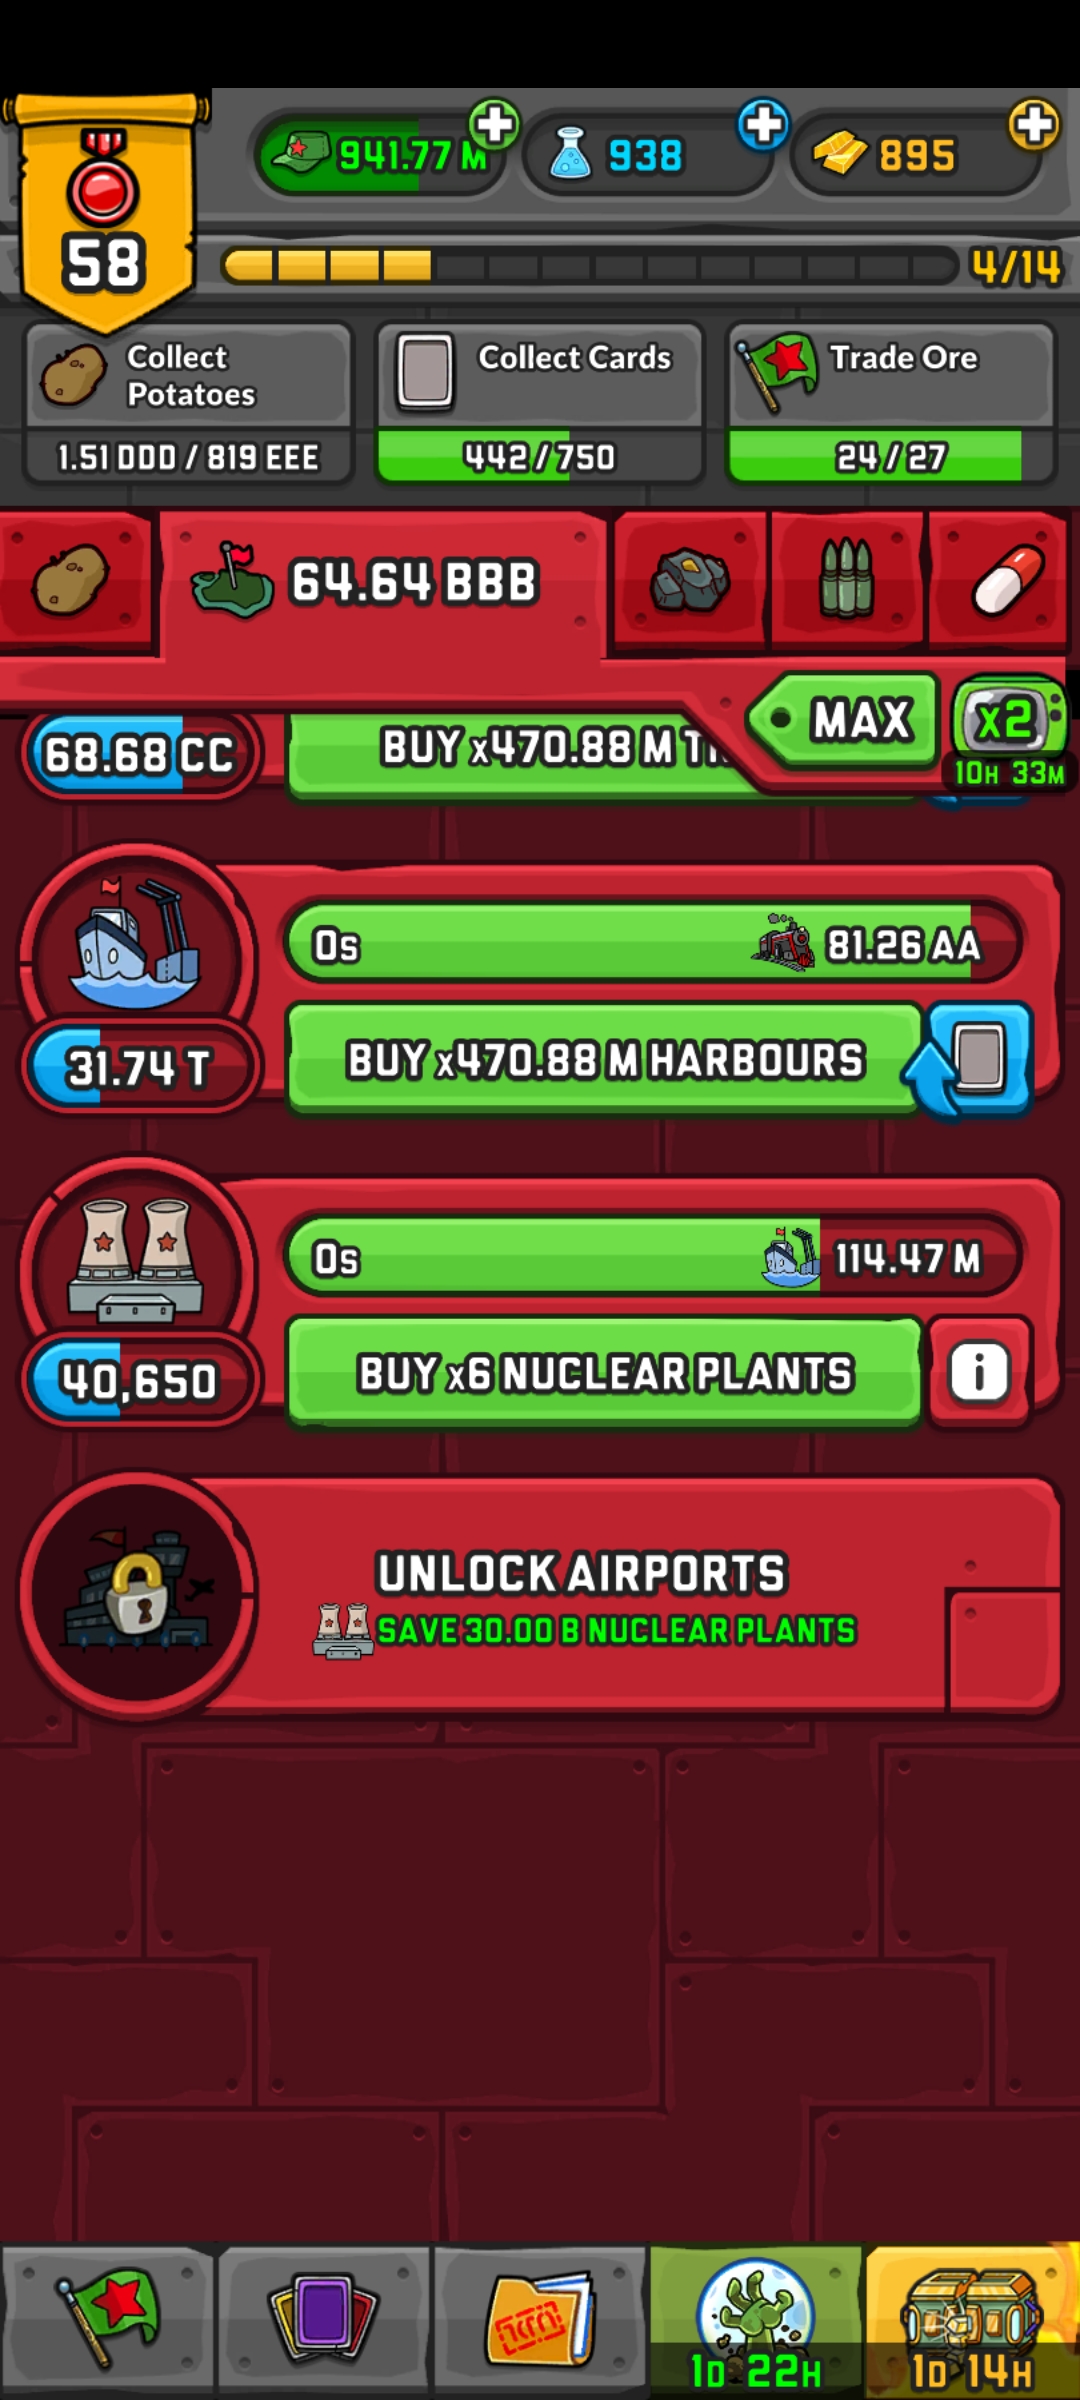 941.77 M
938
895
58
4/14
Collect
Potatoes
1.51 DDD / 819 EEE
Collect Cards
442/750
Trade Ore
24/27
64.64 BBB
MAX
x2
10H 33M
68.68 CC
BUY x470.88 M
0s
81.26 AA
31.74 T
BUY x470.88 M HARBOURS
0s
114.47 M
40,650
BUY x6 NUCLEAR PLANTS
i
UNLOCK AIRPORTS
SAVE 30.00 B NUCLEAR PLANTS
1D 22H
1D 14H